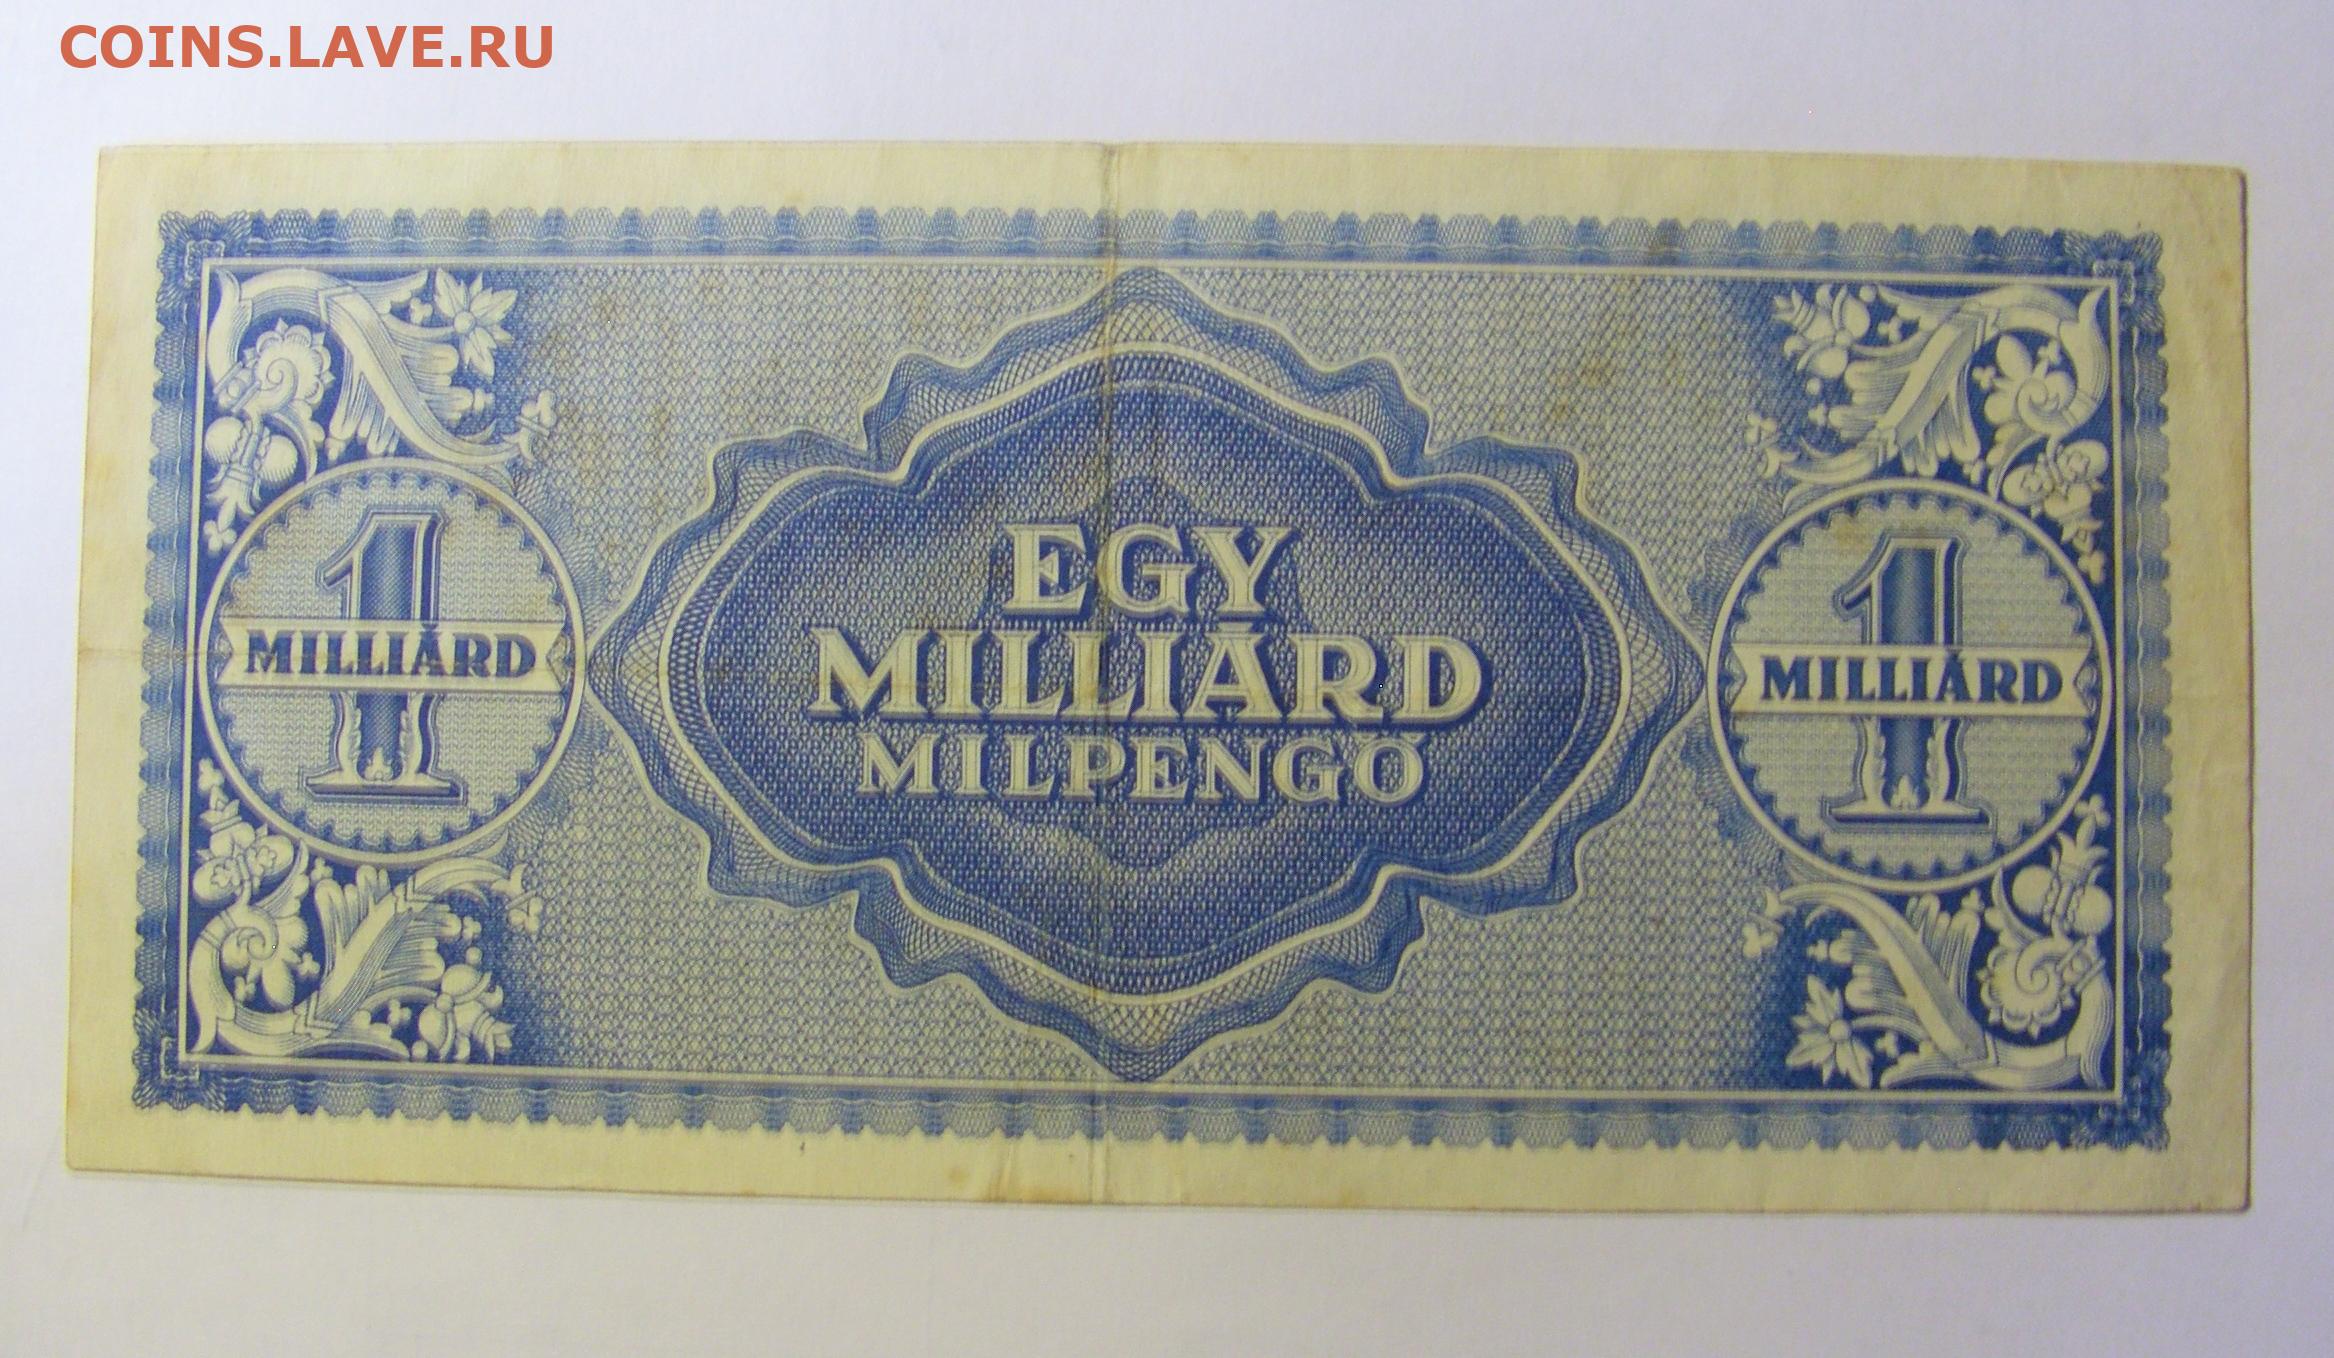 COINS.LAVE.RU
EGY
MILLIÁRD
MILPENGŐ
1
MILLIÁRD
1
MILLIÁRD